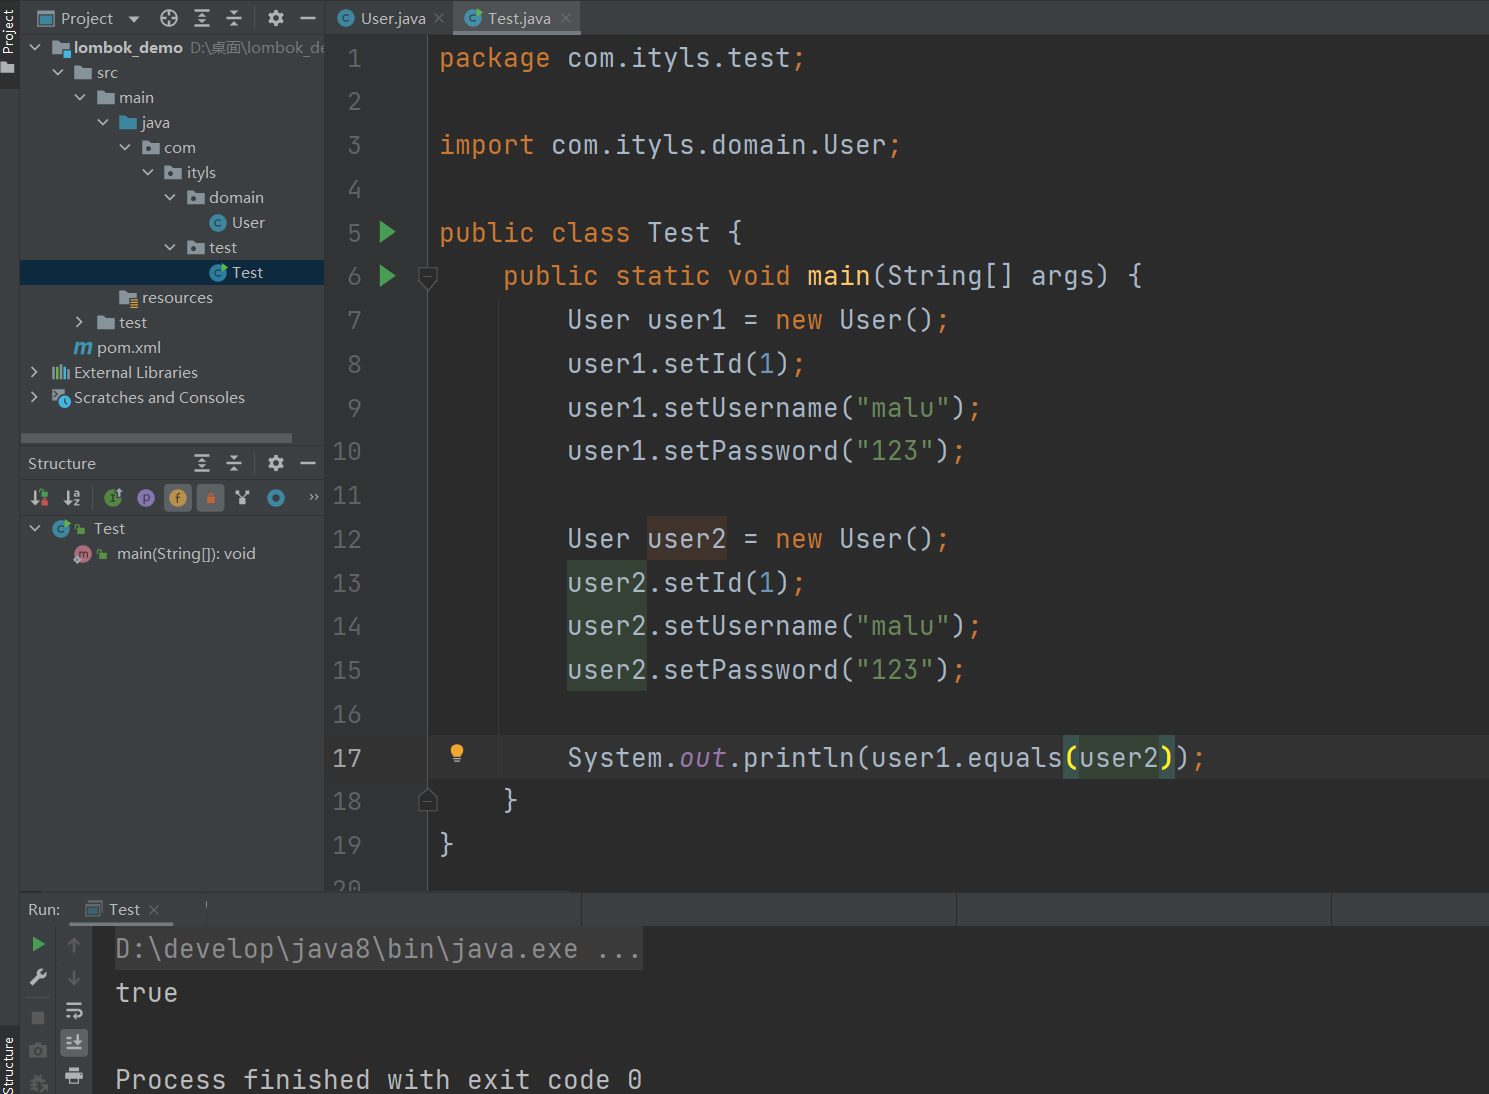 Project
Project
lombok_demo D:\桌面\lombok_de
src
main
java
com
ityls
domain
User
test
Test
resources
test
pom.xml
External Libraries
Scratches and Consoles
Structure
Test
main(String[]): void
Structure
User.java
Test.java
1 package com.ityls.test;
2
3 import com.ityls.domain.User;
4
5 public class Test {
6 public static void main(String[] args) {
7 User user1 = new User();
8 user1.setId(1);
9 user1.setUsername("malu");
10 user1.setPassword("123");
11
12 User user2 = new User();
13 user2.setId(1);
14 user2.setUsername("malu");
15 user2.setPassword("123");
16
17 System.out.println(user1.equals(user2));
18 }
19 }
20
Run: Test
D:\develop\java8\bin\java.exe ...
true
Process finished with exit code 0